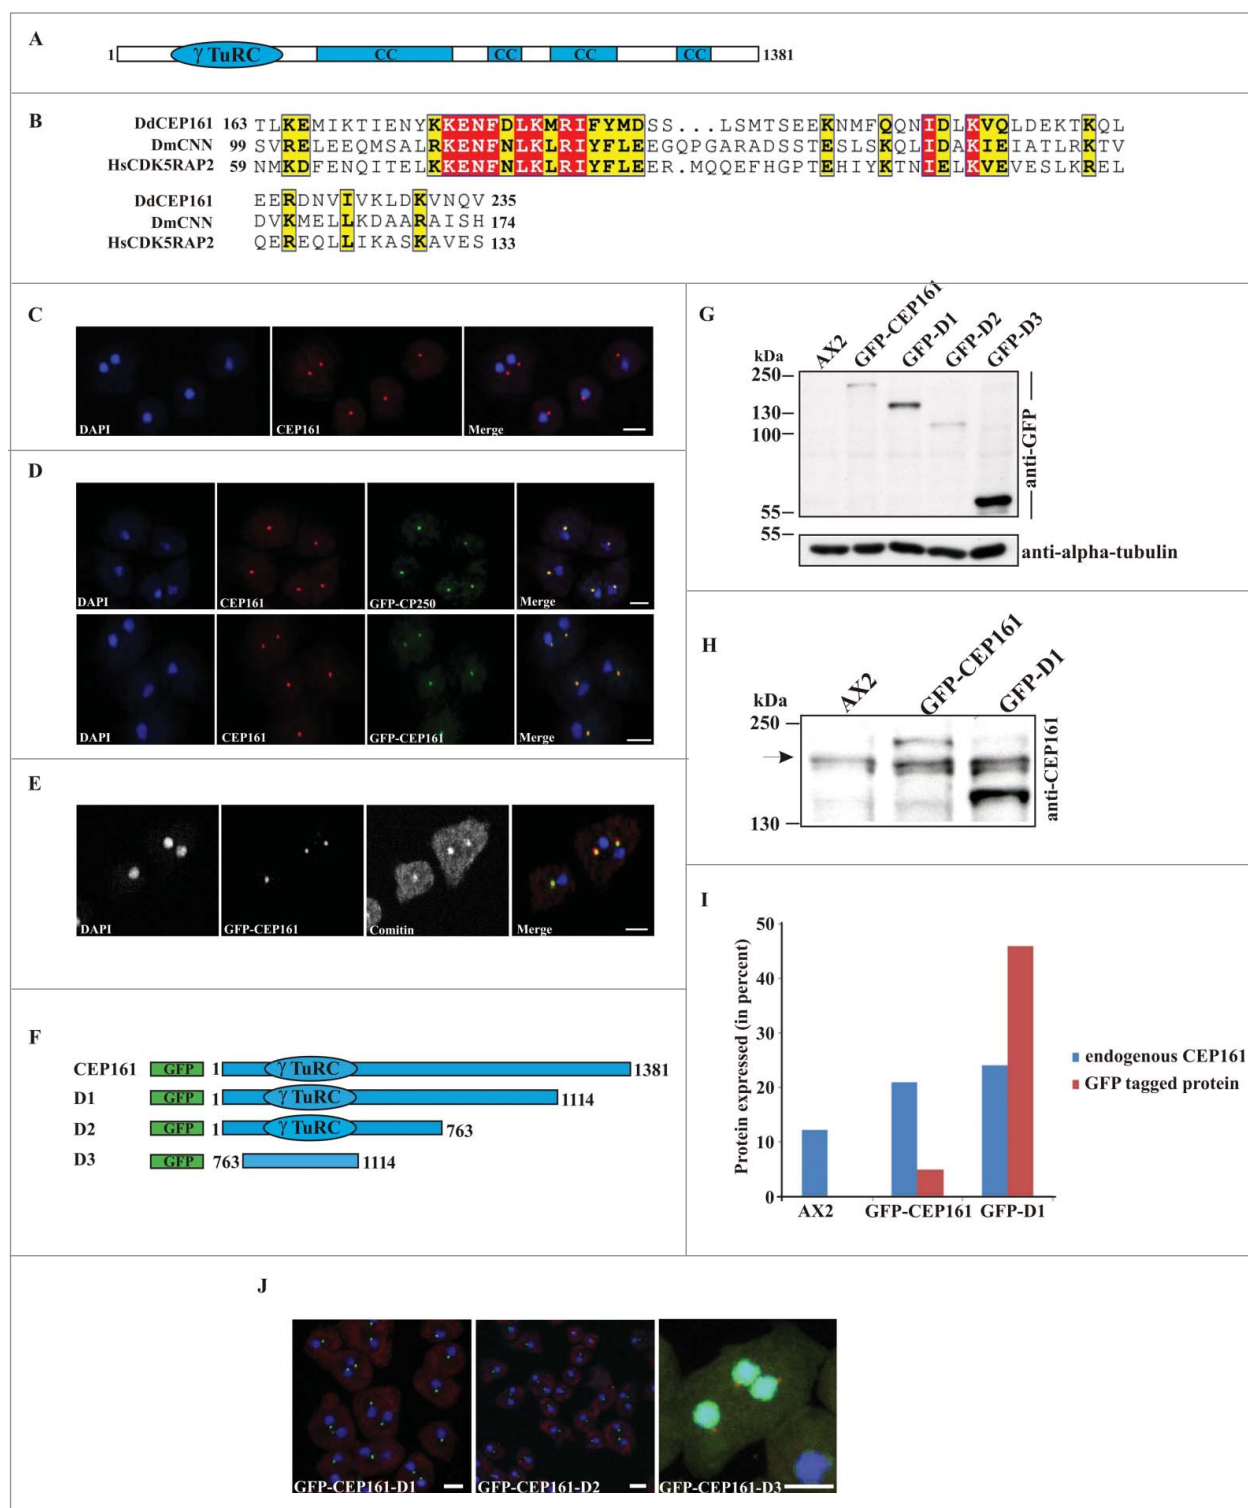 A
1 γ TuRC CC CC CC CC 1381
B
DdCEP161 163 TLKEMIKTIENYKKENFDLKMRIFYMDSS...LSMTSEEKNMFQQNIDLKVQLDEKTKQL
DmCNN 99 SVRELEEQMSALRKENFNLKLRIYFLEEGQPGARADSSTESLSKQLIDAKIEIATLRKTV
HsCDK5RAP2 59 NMKDFENQITELKKENFNLKLRIYFLEER.MQQEFHGPTEHIYKTNIELKVEVESLKREL
DdCEP161 EERDNVIVKLDKVNQV 235
DmCNN DVKMELLKDAARAISH 174
HsCDK5RAP2 QEREQLLIKASKAVES 133
C
DAPI CEP161 Merge
D
DAPI CEP161 GFP-CP250 Merge
DAPI CEP161 GFP-CEP161 Merge
E
DAPI GFP-CEP161 Comitin Merge
F
CEP161 GFP 1 γ TuRC 1381
D1 GFP 1 γ TuRC 1114
D2 GFP 1 γ TuRC 763
D3 GFP 763 1114
G
AX2 GFP-CEP161 GFP-D1 GFP-D2 GFP-D3
kDa
250
130
100
55
anti-GFP
55
anti-alpha-tubulin
H
AX2 GFP-CEP161 GFP-D1
kDa
250
130
anti-CEP161
I
Protein expressed (in percent)
50
40
30
20
10
0
AX2 GFP-CEP161 GFP-D1
endogenous CEP161
GFP tagged protein
J
GFP-CEP161-D1 GFP-CEP161-D2 GFP-CEP161-D3